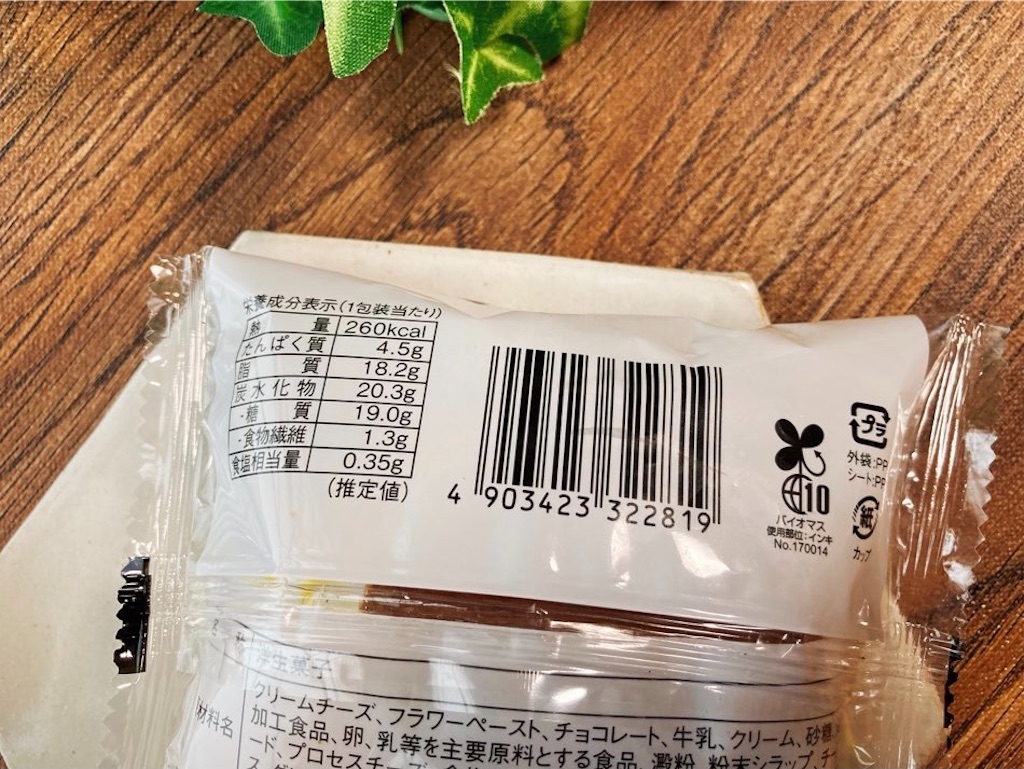 栄養成分表示(1包装当たり)
熱量 260kcal
たんぱく質 4.5g
脂質 18.2g
炭水化物 20.3g
-糖質 19.0g
-食物繊維 1.3g
食塩相当量 0.35g
(推定値)
4 903423 322819
10
バイオマス
使用部位:インキ
No.170014
プラ
外袋:PP
シート:PP
紙
カップ
名 称 洋生菓子
材料名 クリームチーズ、フラワーペースト、チョコレート、牛乳、クリーム、砂糖、
加工食品、卵、乳等を主要原料とする食品、澱粉、粉末シラップ、チ
ード、プロセスチーズ